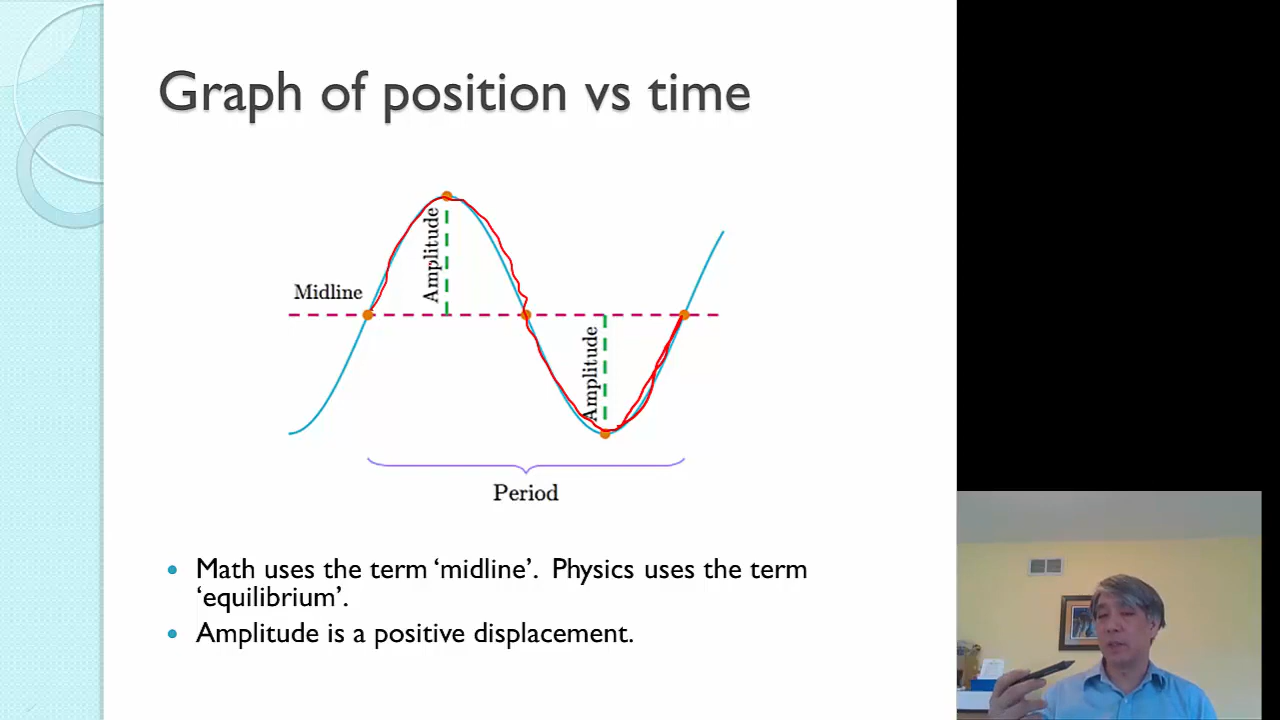 Graph of position vs time
Amplitude
Midline
Amplitude
Period
Math uses the term ‘midline’. Physics uses the term
‘equilibrium’.
Amplitude is a positive displacement.